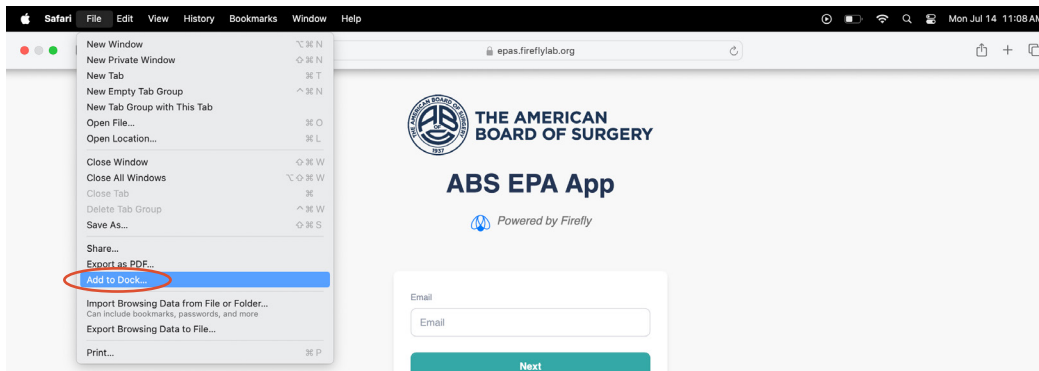 Safari File Edit View History Bookmarks Window Help Mon Jul 14 11:08 AM
epas.fireflylab.org
New Window ⌥⌘ N
New Private Window ⇧⌘ N
New Tab ⌘ T
New Empty Tab Group ^⌘ N
New Tab Group with This Tab
Open File... ⌘ O
Open Location... ⌘ L
Close Window ⇧⌘ W
Close All Windows ⌥⇧⌘ W
Close Tab ⌘
Delete Tab Group ^⌘ W
Save As... ⇧⌘ S
Share...
Export as PDF...
Add to Dock...
Import Browsing Data from File or Folder...
Can include bookmarks, passwords, and more
Export Browsing Data to File...
Print... ⌘ P
THE AMERICAN
BOARD OF SURGERY
THE AMERICAN BOARD OF SURGERY
ABS
OF
1937
ABS EPA App
Powered by Firefly
Email
Email
Next